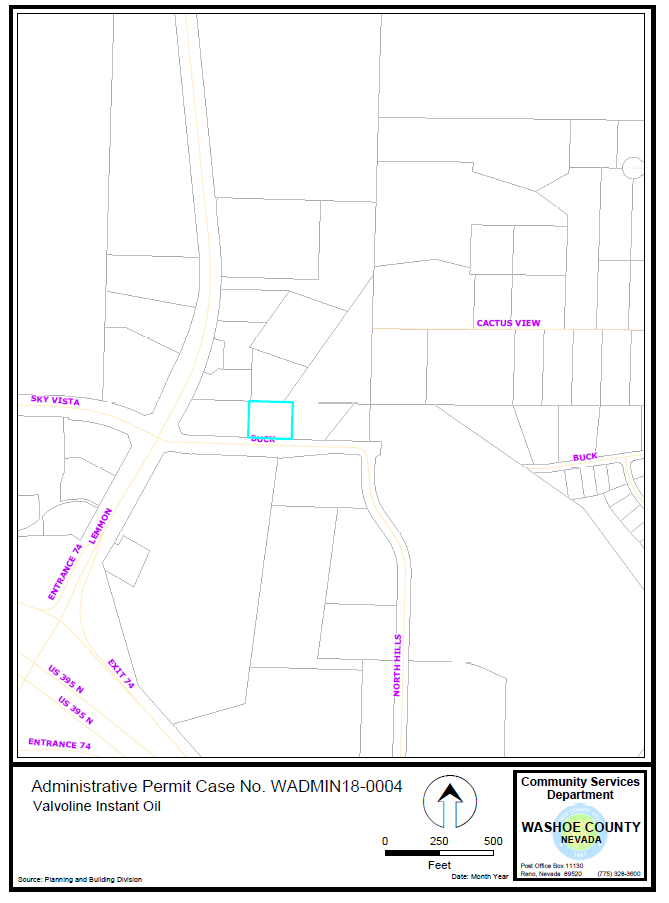 CACTUS VIEW
SKY VISTA
BUCK
BUCK
LEMMON
ENTRANCE 74
NORTH HILLS
EXIT 74
US 395 N
US 395 N
ENTRANCE 74
Administrative Permit Case No. WADMIN18-0004
Valvoline Instant Oil
0 250 500
Feet
Source: Planning and Building Division
Date: Month Year
Community Services
Department
WASHOE COUNTY
NEVADA
Post Office Box 11130
Reno, Nevada 89520 (775) 328-3600